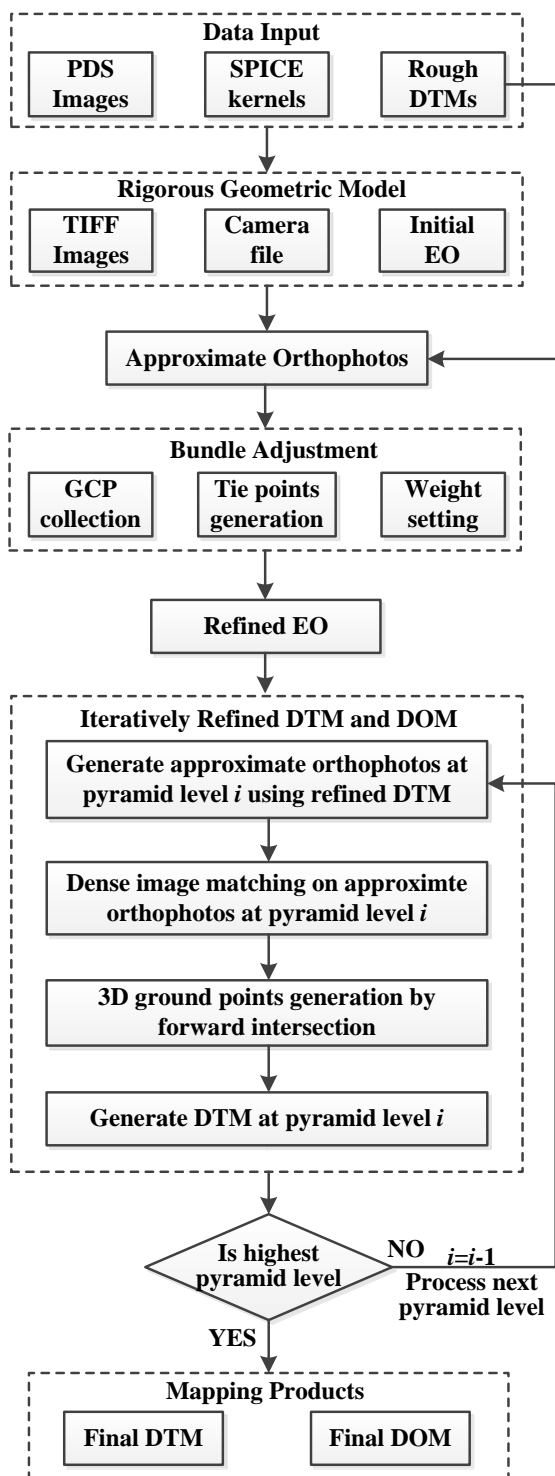 Data Input
PDS
Images
SPICE
kernels
Rough
DTMs
Rigorous Geometric Model
TIFF
Images
Camera
file
Initial
EO
Approximate Orthophotos
Bundle Adjustment
GCP
collection
Tie points
generation
Weight
setting
Refined EO
Iteratively Refined DTM and DOM
Generate approximate orthophotos at
pyramid level i using refined DTM
Dense image matching on approximte
orthophotos at pyramid level i
3D ground points generation by
forward intersection
Generate DTM at pyramid level i
Is highest
pyramid level
NO
i=i-1
Process next
pyramid level
YES
Mapping Products
Final DTM
Final DOM